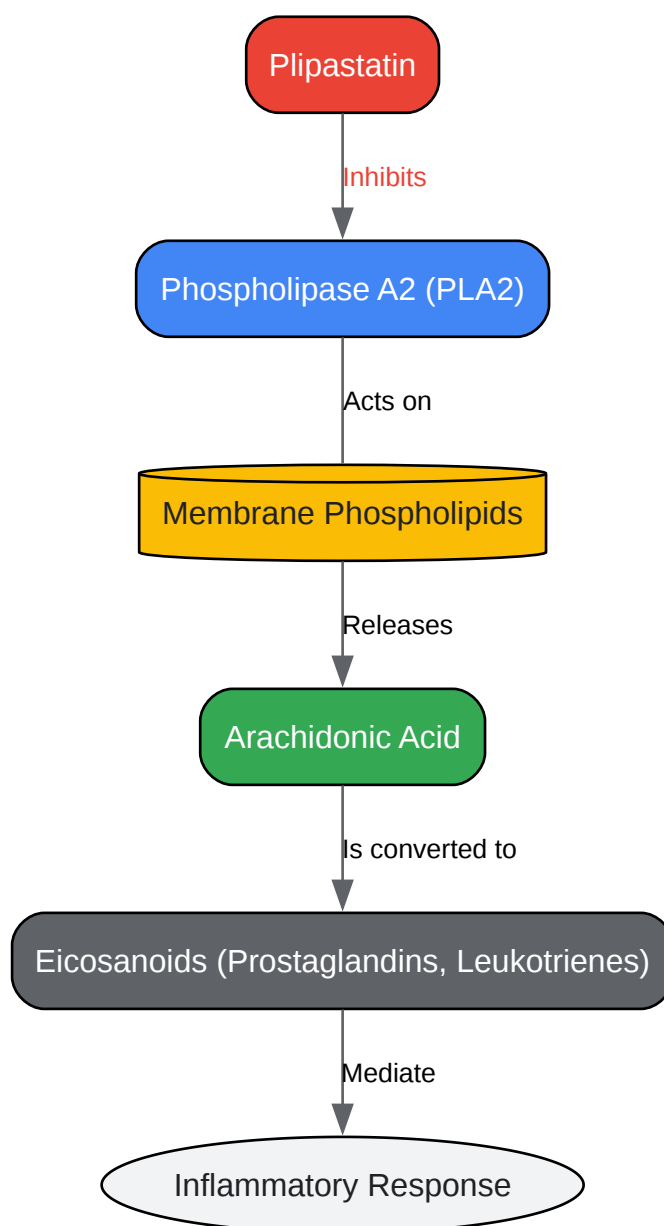 Plipastatin
Inhibits
Phospholipase A2 (PLA2)
Acts on
Membrane Phospholipids
Releases
Arachidonic Acid
Is converted to
Eicosanoids (Prostaglandins, Leukotrienes)
Mediate
Inflammatory Response